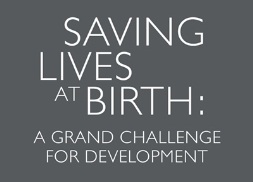 SAVING
LIVES
AT BIRTH:
A GRAND CHALLENGE
FOR DEVELOPMENT